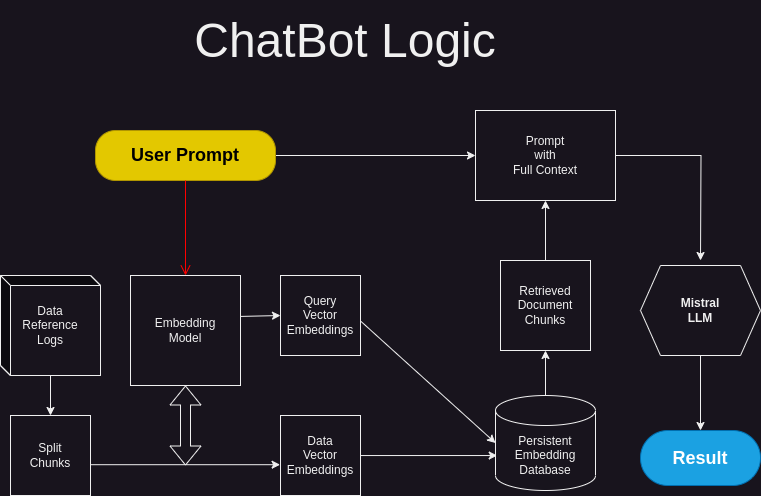 ChatBot Logic
User Prompt
Prompt
with
Full Context
Data
Reference
Logs
Embedding
Model
Query
Vector
Embeddings
Retrieved
Document
Chunks
Mistral
LLM
Split
Chunks
Data
Vector
Embeddings
Persistent
Embedding
Database
Result